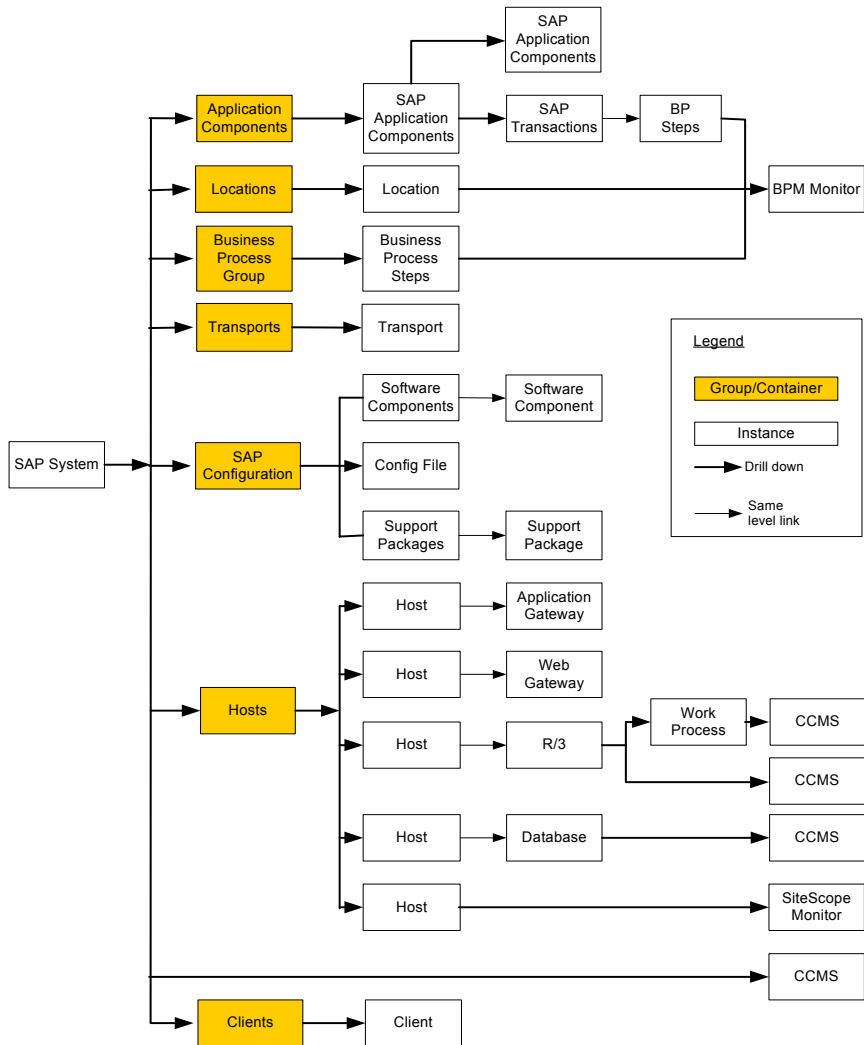 SAP
Application
Components
Application
Components
SAP
Application
Components
SAP
Transactions
BP
Steps
Locations
Location
BPM Monitor
Business
Process
Group
Business
Process
Steps
Transports
Transport
Legend
Group/Container
Instance
Drill down
Same
level link
Software
Components
Software
Component
SAP System
SAP
Configuration
Config File
Support
Packages
Support
Package
Host
Application
Gateway
Host
Web
Gateway
Hosts
Host
R/3
Work
Process
CCMS
CCMS
Host
Database
CCMS
Host
SiteScope
Monitor
CCMS
Clients
Client